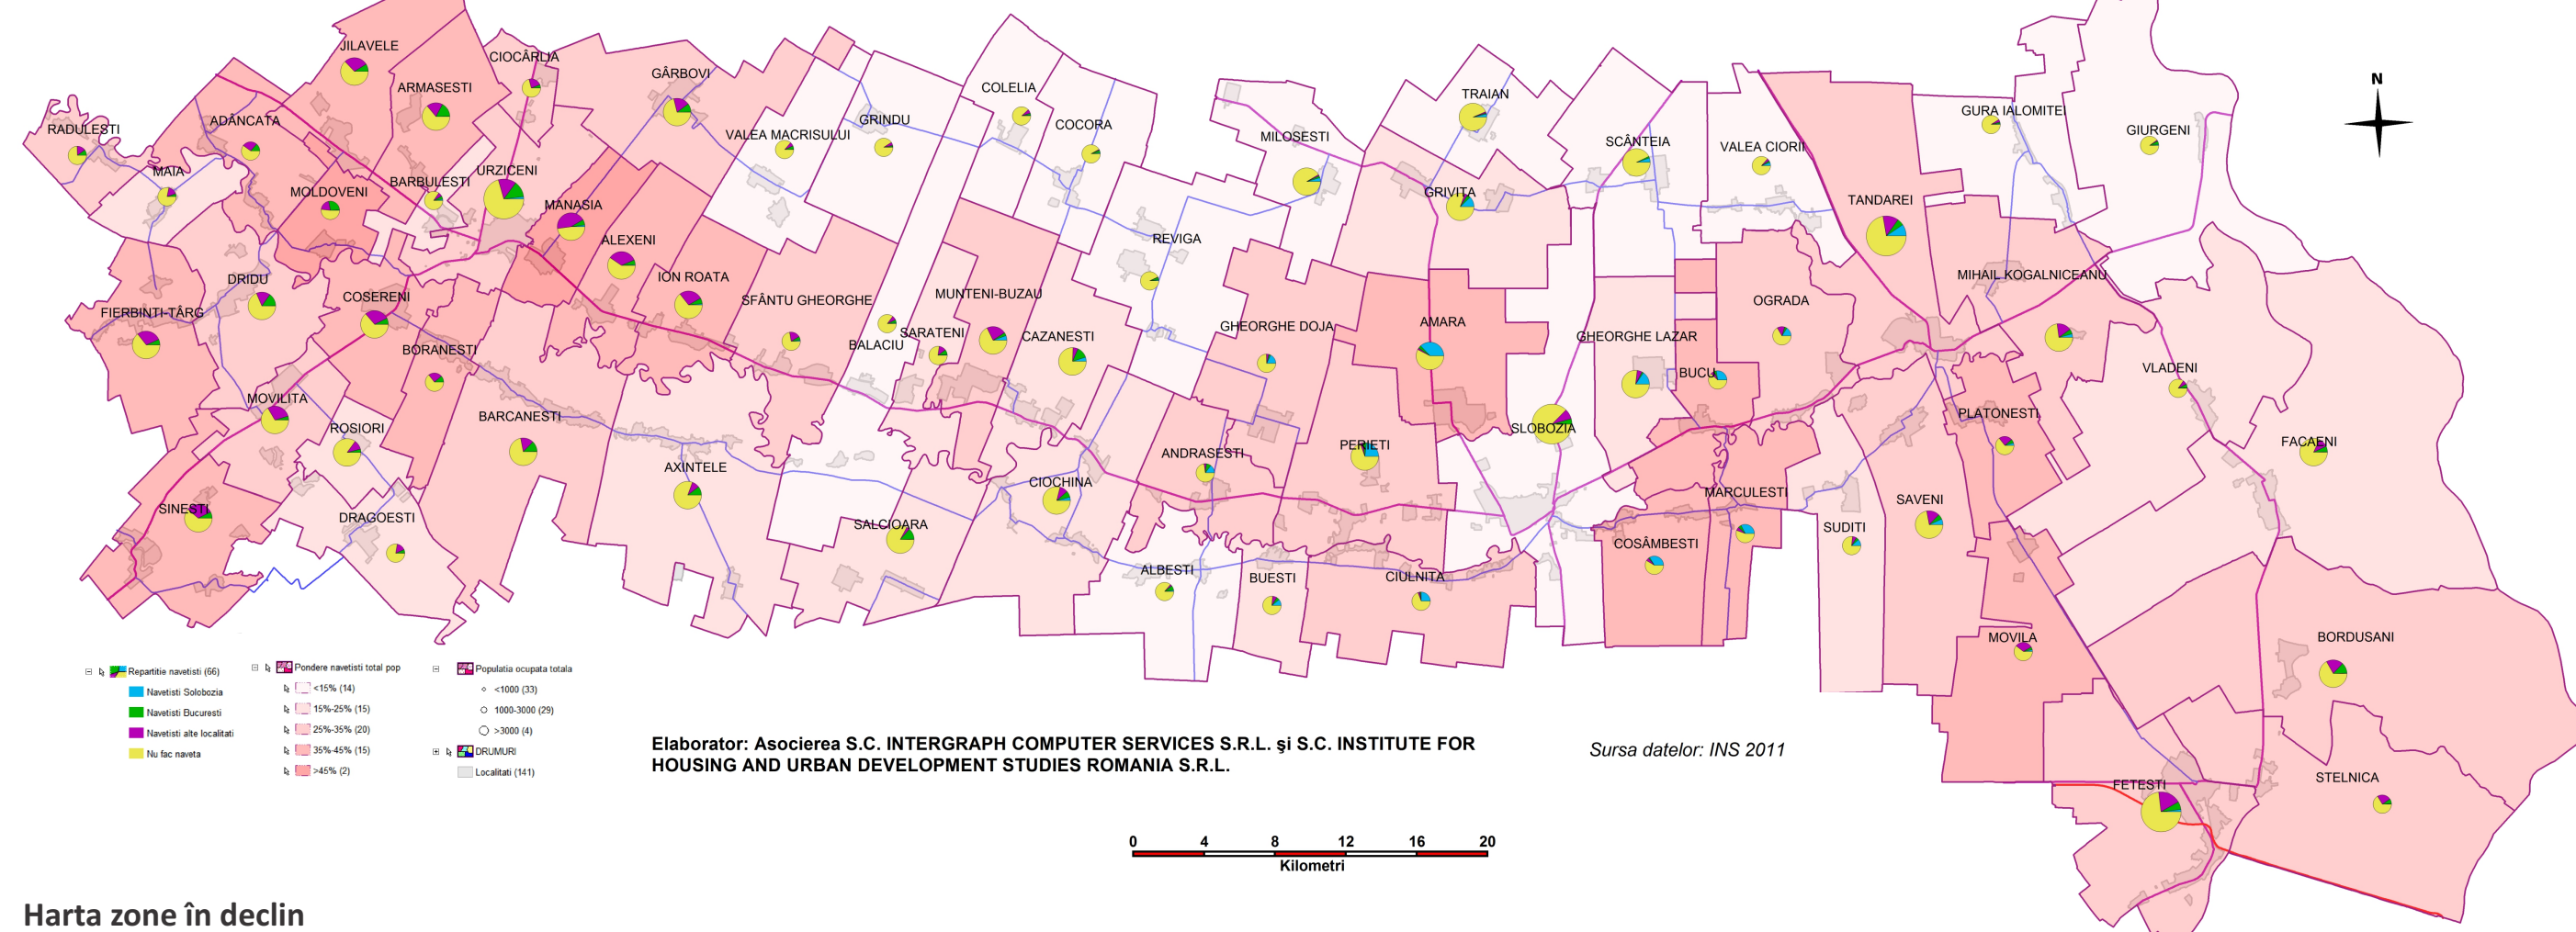 JILAVELE
CIOCÂRLIA
ARMASESTI
GÂRBOVI
COLELIA
TRAIAN
GURA IALOMITEI
N
RADULESTI
ADÂNCATA
VALEA MACRISULUI
GRINDU
COCORA
MILOSESTI
SCÂNTEIA
VALEA CIORII
GIURGENI
MAIA
MOLDOVENI
BARBULESTI
URZICENI
MANASIA
GRIVITA
TANDAREI
ALEXENI
REVIGA
DRIDU
COSERENI
ION ROATA
SFÂNTU GHEORGHE
MUNTENI-BUZAU
MIHAIL KOGALNICEANU
FIERBINTI-TÂRG
BORANESTI
BALACIU
SARATENI
CAZANESTI
GHEORGHE DOJA
AMARA
GHEORGHE LAZAR
OGRADA
BUCU
VLADENI
MOVILITA
ROSIORI
BARCANESTI
AXINTELE
ANDRASESTI
PERIETI
SLOBOZIA
PLATONESTI
FACAENI
SINESTI
DRAGOESTI
SALCIOARA
CIOCHINA
MARCULESTI
SUDITI
SAVENI
ALBESTI
BUESTI
CIULNITA
COSÂMBESTI
MOVILA
BORDUSANI
FETESTI
STELNICA
Repartitie navetisti (66)
Navetisti Solobozia
Navetisti Bucuresti
Navetisti alte localitati
Nu fac naveta
Pondere navetisti total pop
<15% (14)
15%-25% (15)
25%-35% (20)
35%-45% (15)
>45% (2)
Populatia ocupata totala
<1000 (33)
1000-3000 (29)
>3000 (4)
DRUMURI
Localitati (141)
Elaborator: Asocierea S.C. INTERGRAPH COMPUTER SERVICES S.R.L. şi S.C. INSTITUTE FOR
HOUSING AND URBAN DEVELOPMENT STUDIES ROMANIA S.R.L.
Sursa datelor: INS 2011
0 4 8 12 16 20
Kilometri
Harta zone în declin